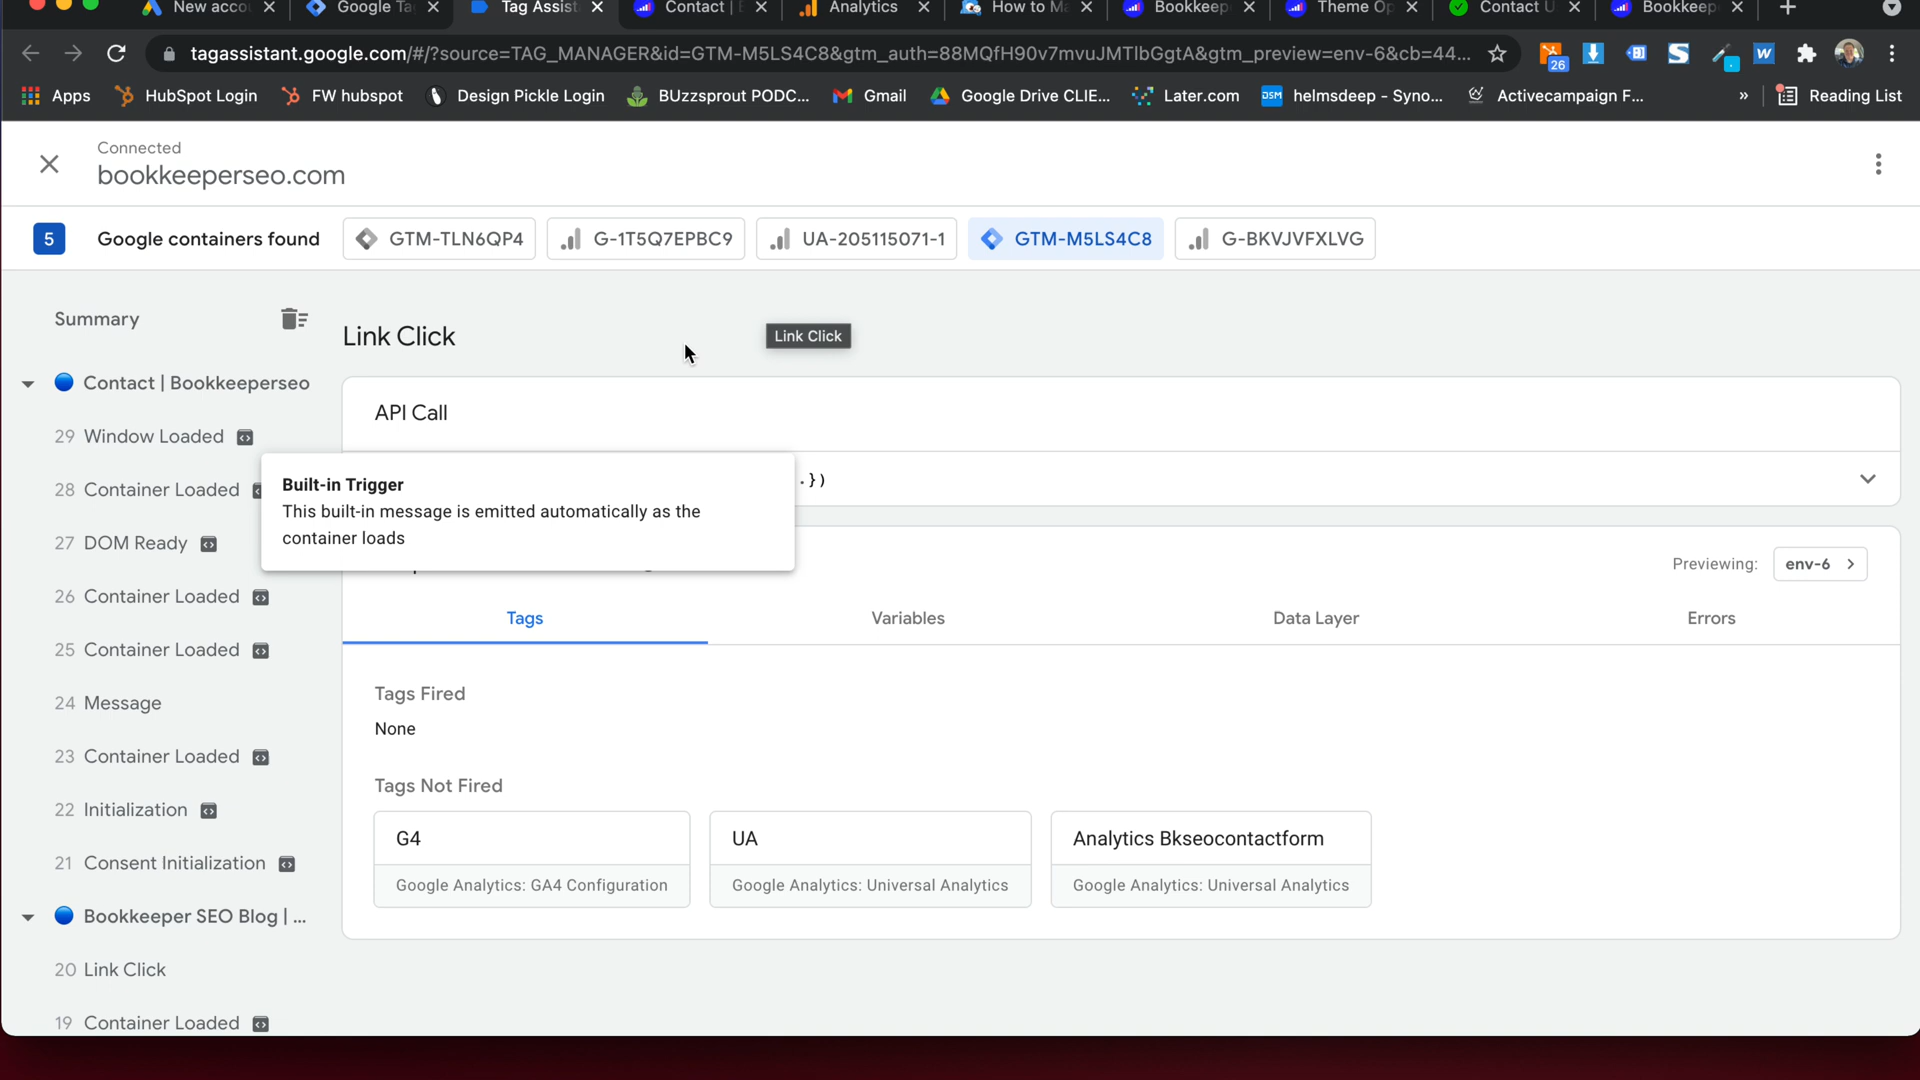 New accou
Google Ta
Tag Assist
Contact | B
Analytics
How to Ma
Bookkeep
Theme Op
Contact U
Bookkeep
tagassistant.google.com/#/?source=TAG_MANAGER&id=GTM-M5LS4C8&gtm_auth=88MQfH90v7mvuJMTlbGgtA&gtm_preview=env-6&cb=44...
26
Apps
HubSpot Login
FW hubspot
Design Pickle Login
BUzzsprout PODC...
Gmail
Google Drive CLIE...
Later.com
DSM
helmsdeep - Syno...
Activecampaign F...
»
Reading List
Connected
bookkeeperseo.com
5
Google containers found
GTM-TLN6QP4
G-1T5Q7EPBC9
UA-205115071-1
GTM-M5LS4C8
G-BKVJVFXLVG
Summary
Link Click
Link Click
Contact | Bookkeeperseo
API Call
29 Window Loaded
Built-in Trigger
This built-in message is emitted automatically as the
container loads
.})
28 Container Loaded
27 DOM Ready
Previewing:
env-6
26 Container Loaded
Tags
Variables
Data Layer
Errors
25 Container Loaded
24 Message
Tags Fired
None
23 Container Loaded
Tags Not Fired
22 Initialization
G4
Google Analytics: GA4 Configuration
UA
Google Analytics: Universal Analytics
Analytics Bkseocontactform
Google Analytics: Universal Analytics
21 Consent Initialization
Bookkeeper SEO Blog | ...
20 Link Click
19 Container Loaded